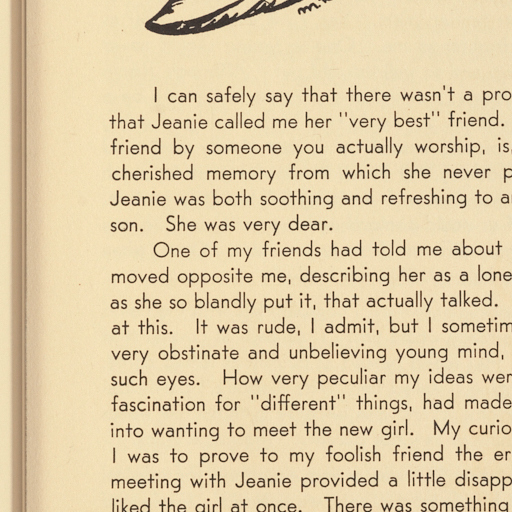 I can safely say that there wasn't a pro
that Jeanie called me her "very best" friend.
friend by someone you actually worship, is
cherished memory from which she never p
Jeanie was both soothing and refreshing to a
son. She was very dear.
One of my friends had told me about
moved opposite me, describing her as a lone
as she so blandly put it, that actually talked.
at this. It was rude, I admit, but I sometim
very obstinate and unbelieving young mind,
such eyes. How very peculiar my ideas wer
fascination for "different" things, had made
into wanting to meet the new girl. My curio
I was to prove to my foolish friend the er
meeting with Jeanie provided a little disapp
liked the girl at once. There was something